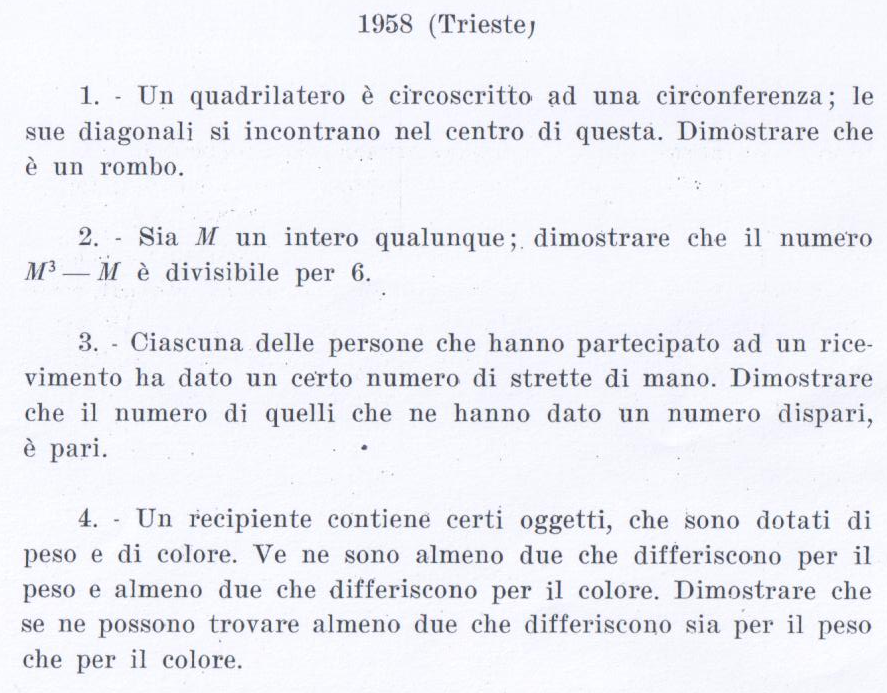 1958 (Trieste)
1. - Un quadrilatero è circoscritto ad una circonferenza; le
sue diagonali si incontrano nel centro di questa. Dimostrare che
è un rombo.
2. - Sia M un intero qualunque; dimostrare che il numero
M³ — M è divisibile per 6.
3. - Ciascuna delle persone che hanno partecipato ad un rice-
vimento ha dato un certo numero di strette di mano. Dimostrare
che il numero di quelli che ne hanno dato un numero dispari,
è pari.
4. - Un recipiente contiene certi oggetti, che sono dotati di
peso e di colore. Ve ne sono almeno due che differiscono per il
peso e almeno due che differiscono per il colore. Dimostrare che
se ne possono trovare almeno due che differiscono sia per il peso
che per il colore.